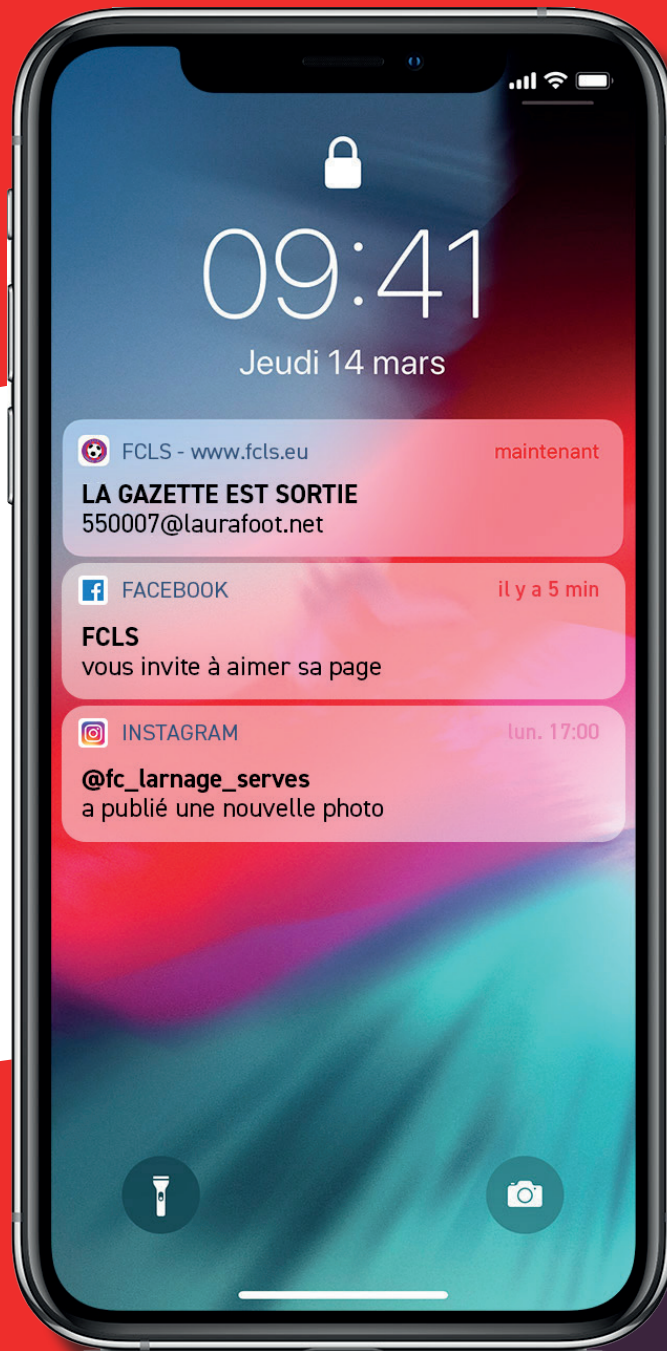 09:41
Jeudi 14 mars
FCLS - www.fcls.eu maintenant
LA GAZETTE EST SORTIE
550007@laurafoot.net
FACEBOOK il y a 5 min
FCLS
vous invite à aimer sa page
INSTAGRAM lun. 17:00
@fc_larnage_serves
a publié une nouvelle photo